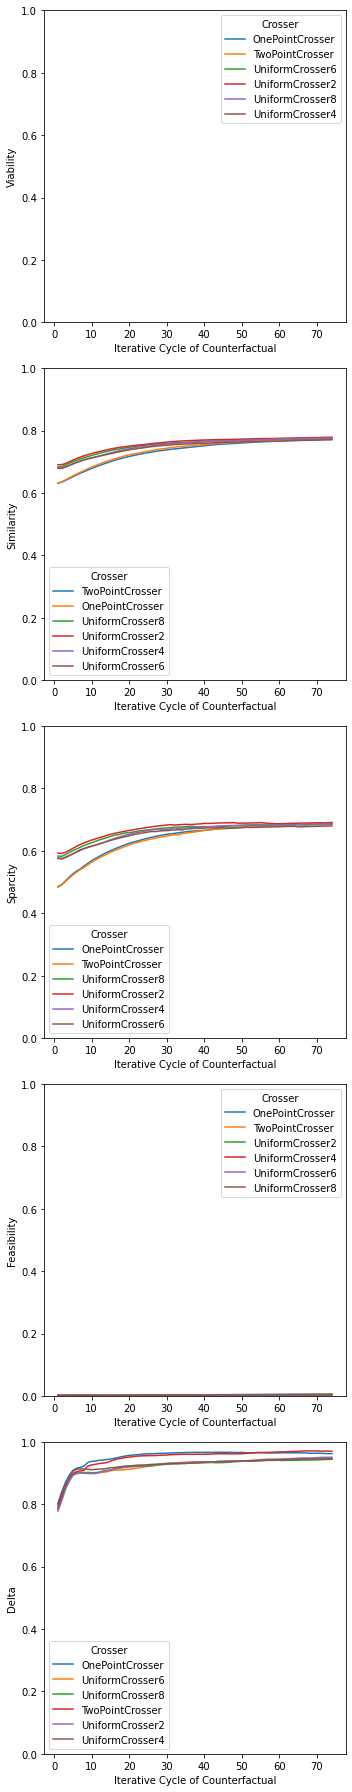 1.0
Crosser
OnePointCrosser
TwoPointCrosser
UniformCrosser6
UniformCrosser2
UniformCrosser8
UniformCrosser4
0.8
0.6
Viability
0.4
0.2
0.0
0 10 20 30 40 50 60 70
Iterative Cycle of Counterfactual
1.0
0.8
0.6
Similarity
0.4
0.2
0.0
Crosser
TwoPointCrosser
OnePointCrosser
UniformCrosser8
UniformCrosser2
UniformCrosser4
UniformCrosser6
0 10 20 30 40 50 60 70
Iterative Cycle of Counterfactual
1.0
0.8
0.6
Sparcity
0.4
0.2
0.0
Crosser
OnePointCrosser
TwoPointCrosser
UniformCrosser8
UniformCrosser2
UniformCrosser4
UniformCrosser6
0 10 20 30 40 50 60 70
Iterative Cycle of Counterfactual
1.0
Crosser
OnePointCrosser
TwoPointCrosser
UniformCrosser2
UniformCrosser4
UniformCrosser6
UniformCrosser8
0.8
0.6
Feasibility
0.4
0.2
0.0
0 10 20 30 40 50 60 70
Iterative Cycle of Counterfactual
1.0
0.8
0.6
Delta
0.4
0.2
0.0
Crosser
OnePointCrosser
UniformCrosser6
UniformCrosser8
TwoPointCrosser
UniformCrosser2
UniformCrosser4
0 10 20 30 40 50 60 70
Iterative Cycle of Counterfactual